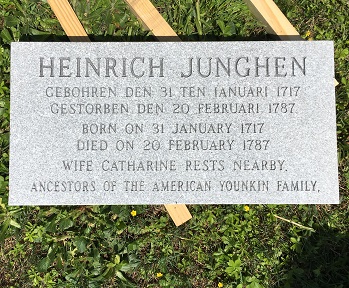 HEINRICH JUNGHEN
GEBOHREN DEN 31 TEN IANUARI 1717
GESTORBEN DEN 20 FEBRUARI 1787
BORN ON 31 JANUARY 1717
DIED ON 20 FEBRUARY 1787
WIFE CATHARINE RESTS NEARBY.
ANCESTORS OF THE AMERICAN YOUNKIN FAMILY.